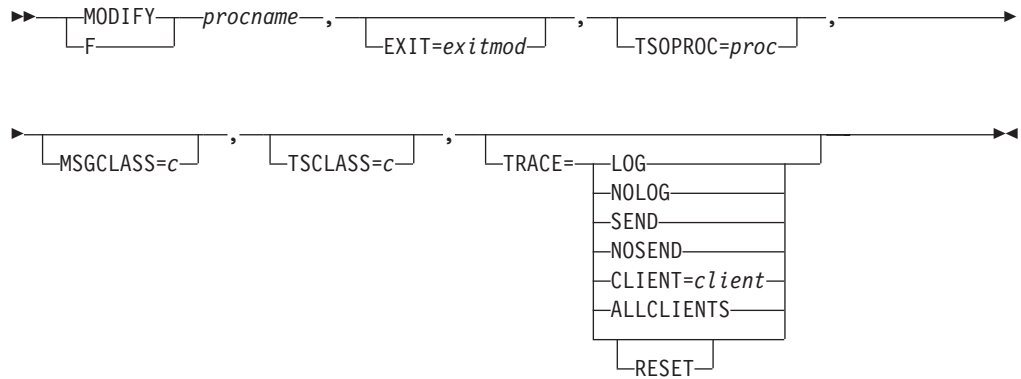 MODIFY procname , , ,
F EXIT=exitmod TSOPROC=proc
, ,
MSGCLASS=c TSCLASS=c TRACE= LOG
NOLOG
SEND
NOSEND
CLIENT=client
ALLCLIENTS
RESET